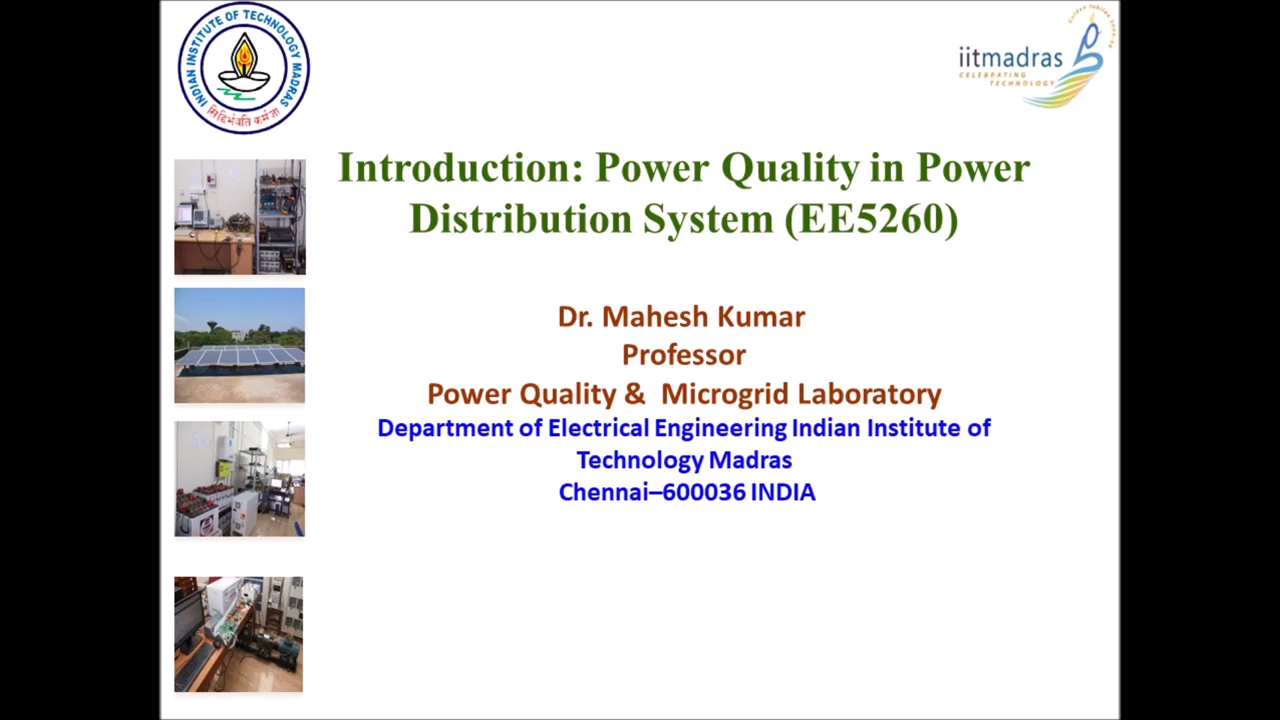 INDIAN INSTITUTE OF TECHNOLOGY MADRAS
सिद्धिर्भवति कर्मजा
iitmadras
CELEBRATING
TECHNOLOGY
Introduction: Power Quality in Power
Distribution System (EE5260)
Dr. Mahesh Kumar
Professor
Power Quality & Microgrid Laboratory
Department of Electrical Engineering Indian Institute of
Technology Madras
Chennai–600036 INDIA